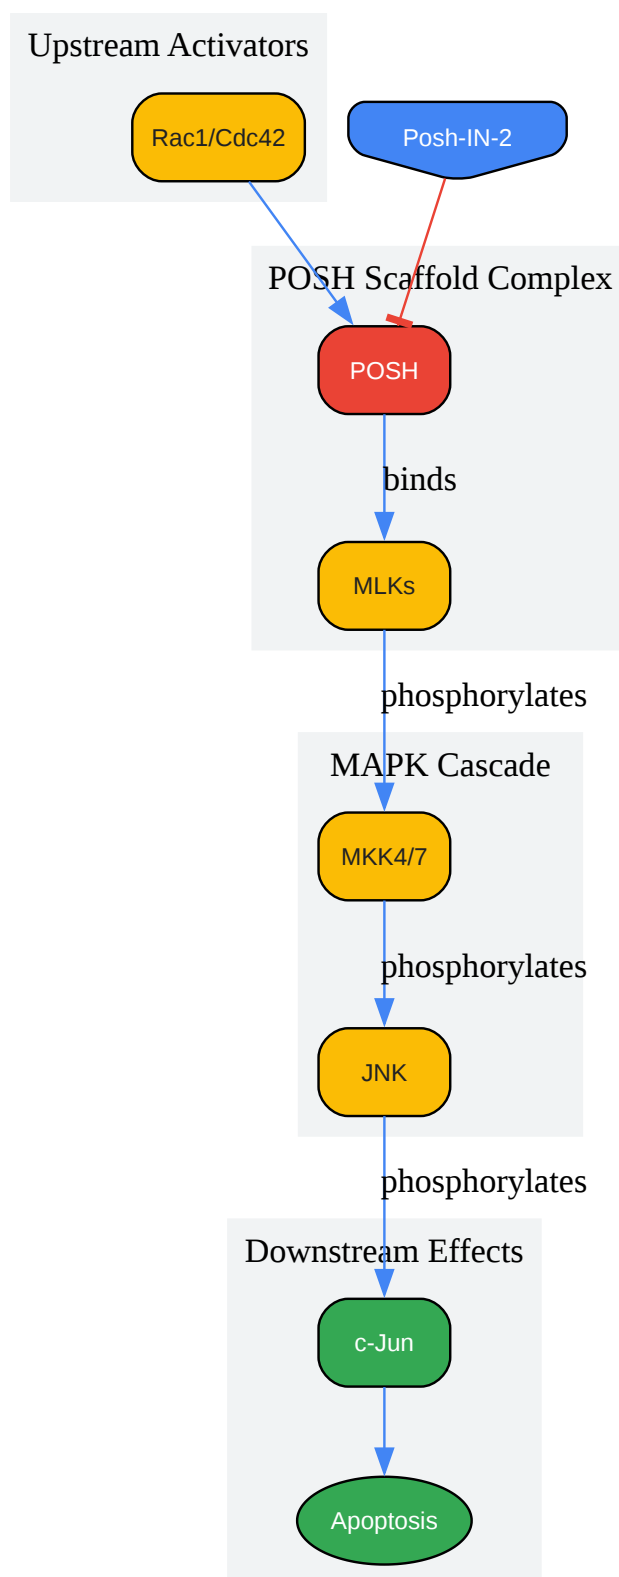 Upstream Activators
Rac1/Cdc42
Posh-IN-2
POSH Scaffold Complex
POSH
binds
MLKs
phosphorylates
MAPK Cascade
MKK4/7
phosphorylates
JNK
phosphorylates
Downstream Effects
c-Jun
Apoptosis